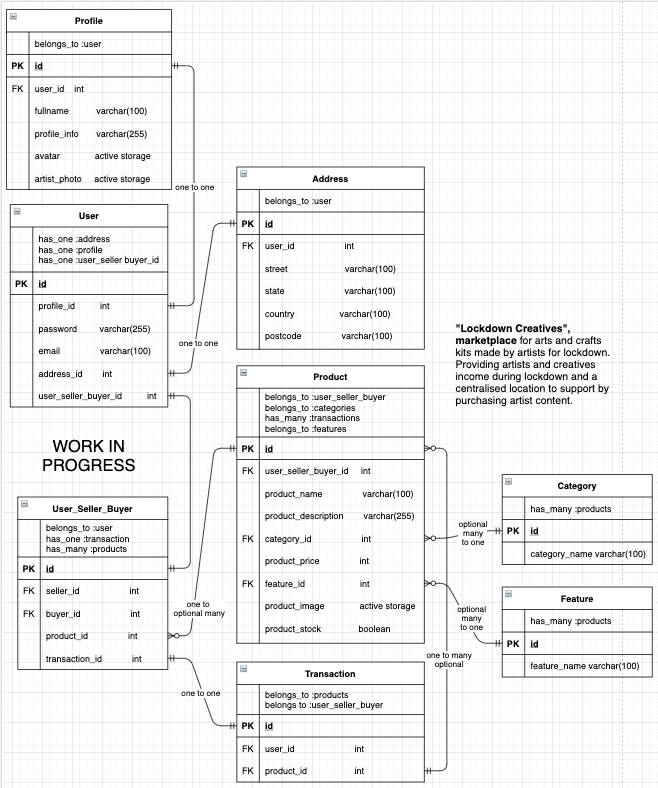 Profile
belongs_to :user
PK id
FK user_id int
fullname varchar(100)
profile_info varchar(255)
avatar active storage
artist_photo active storage
one to one
User
has_one :address
has_one :profile
has_one :user_seller buyer_id
PK id
profile_id int
password varchar(255)
email varchar(100)
address_id int
user_seller_buyer_id int
one to one
Address
belongs_to :user
PK id
FK user_id int
street varchar(100)
state varchar(100)
country varchar(100)
postcode varchar(100)
"Lockdown Creatives",
marketplace for arts and crafts
kits made by artists for lockdown.
Providing artists and creatives
income during lockdown and a
centralised location to support by
purchasing artist content.
WORK IN
PROGRESS
Product
belongs_to :user_seller_buyer
belongs_to :categories
has_many :transactions
belongs_to :features
PK id
FK user_seller_buyer_id int
product_name varchar(100)
product_description varchar(255)
FK category_id int
product_price int
FK feature_id int
product_image active storage
product_stock boolean
optional
many
to one
Category
has_many :products
PK id
category_name varchar(100)
optional
many
to one
Feature
has_many :products
PK id
feature_name varchar(100)
User_Seller_Buyer
belongs_to :user
has_one :transaction
has_many :products
PK id
FK seller_id int
FK buyer_id int
product_id int
transaction_id int
one to
optional many
one to one
one to many
optional
Transaction
belongs_to :products
belongs to :user_seller_buyer
PK id
FK user_id int
FK product_id int